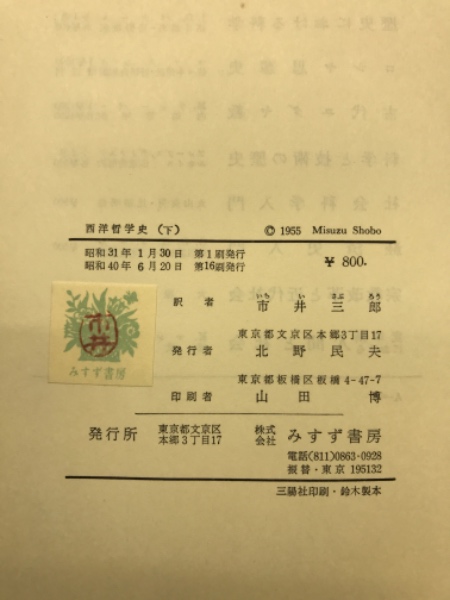 西洋哲学史（下）
© 1955 Misuzu Shobo
昭和31年1月30日 第1刷発行
昭和40年6月20日 第16刷発行
¥ 800.
いち い さぶ ろう
訳者 市井三郎
東京都文京区本郷3丁目17
発行者 北野民夫
東京都板橋区板橋4-47-7
印刷者 山田博
発行所 東京都文京区本郷3丁目17 株式会社 みすず書房
電話(811)0863・0928
振替・東京 195132
三陽社印刷・鈴木製本
市井
みすず書房